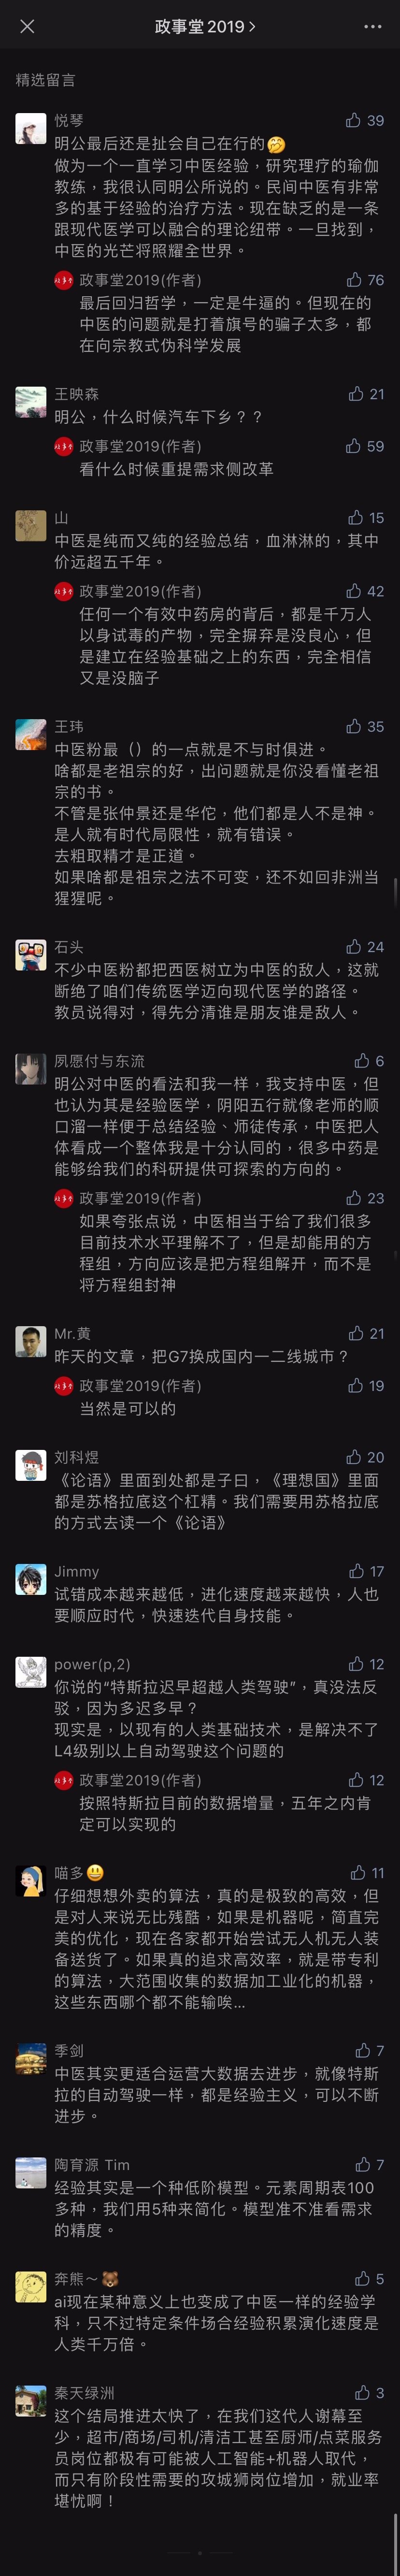 政事堂2019
精选留言
悦琴
39
明公最后还是扯会自己在行的🤭
做为一个一直学习中医经验，研究理疗的瑜伽
教练，我很认同明公所说的。民间中医有非常
多的基于经验的治疗方法。现在缺乏的是一条
跟现代医学可以融合的理论纽带。一旦找到，
中医的光芒将照耀全世界。
政事堂2019(作者)
76
最后回归哲学，一定是牛逼的。但现在的
中医的问题就是打着旗号的骗子太多，都
在向宗教式伪科学发展
王映森
21
明公，什么时候汽车下乡？？
政事堂2019(作者)
59
看什么时候重提需求侧改革
山
15
中医是纯而又纯的经验总结，血淋淋的，其中
价远超五千年。
政事堂2019(作者)
42
任何一个有效中药房的背后，都是千万人
以身试毒的产物，完全摒弃是没良心，但
是建立在经验基础之上的东西，完全相信
又是没脑子
王玮
35
中医粉最（）的一点就是不与时俱进。
啥都是老祖宗的好，出问题就是你没看懂老祖
宗的书。
不管是张仲景还是华佗，他们都是人不是神。
是人就有时代局限性，就有错误。
去粗取精才是正道。
如果啥都是祖宗之法不可变，还不如回非洲当
猩猩呢。
石头
24
不少中医粉都把西医树立为中医的敌人，这就
断绝了咱们传统医学迈向现代医学的路径。
教员说得对，得先分清谁是朋友谁是敌人。
夙愿付与东流
6
明公对中医的看法和我一样，我支持中医，但
也认为其是经验医学，阴阳五行就像老师的顺
口溜一样便于总结经验、师徒传承，中医把人
体看成一个整体我是十分认同的，很多中药是
能够给我们的科研提供可探索的方向的。
政事堂2019(作者)
23
如果夸张点说，中医相当于给了我们很多
目前技术水平理解不了，但是却能用的方
程组，方向应该是把方程组解开，而不是
将方程组封神
Mr.黄
21
昨天的文章，把G7换成国内一二线城市？
政事堂2019(作者)
19
当然是可以的
刘科煜
20
《论语》里面到处都是子曰，《理想国》里面
都是苏格拉底这个杠精。我们需要用苏格拉底
的方式去读一个《论语》
Jimmy
17
试错成本越来越低，进化速度越来越快，人也
要顺应时代，快速迭代自身技能。
power(p,2)
12
你说的“特斯拉迟早超越人类驾驶”，真没法反
驳，因为多迟多早？
现实是，以现有的人类基础技术，是解决不了
L4级别以上自动驾驶这个问题的
政事堂2019(作者)
12
按照特斯拉目前的数据增量，五年之内肯
定可以实现的
喵多😃
11
仔细想想外卖的算法，真的是极致的高效，但
是对人来说无比残酷，如果是机器呢，简直完
美的优化，现在各家都开始尝试无人机无人装
备送货了。如果真的追求高效率，就是带专利
的算法，大范围收集的数据加工业化的机器，
这些东西哪个都不能输唉...
季剑
7
中医其实更适合运营大数据去进步，就像特斯
拉的自动驾驶一样，都是经验主义，可以不断
进步。
陶育源 Tim
7
经验其实是一个种低阶模型。元素周期表100
多种，我们用5种来简化。模型准不准看需求
的精度。
奔熊～🐻
5
ai现在某种意义上也变成了中医一样的经验学
科，只不过特定条件场合经验积累演化速度是
人类千万倍。
秦天绿洲
3
这个结局推进太快了，在我们这代人谢幕至
少，超市/商场/司机/清洁工甚至厨师/点菜服务
员岗位都极有可能被人工智能+机器人取代，
而只有阶段性需要的攻城狮岗位增加，就业率
堪忧啊！